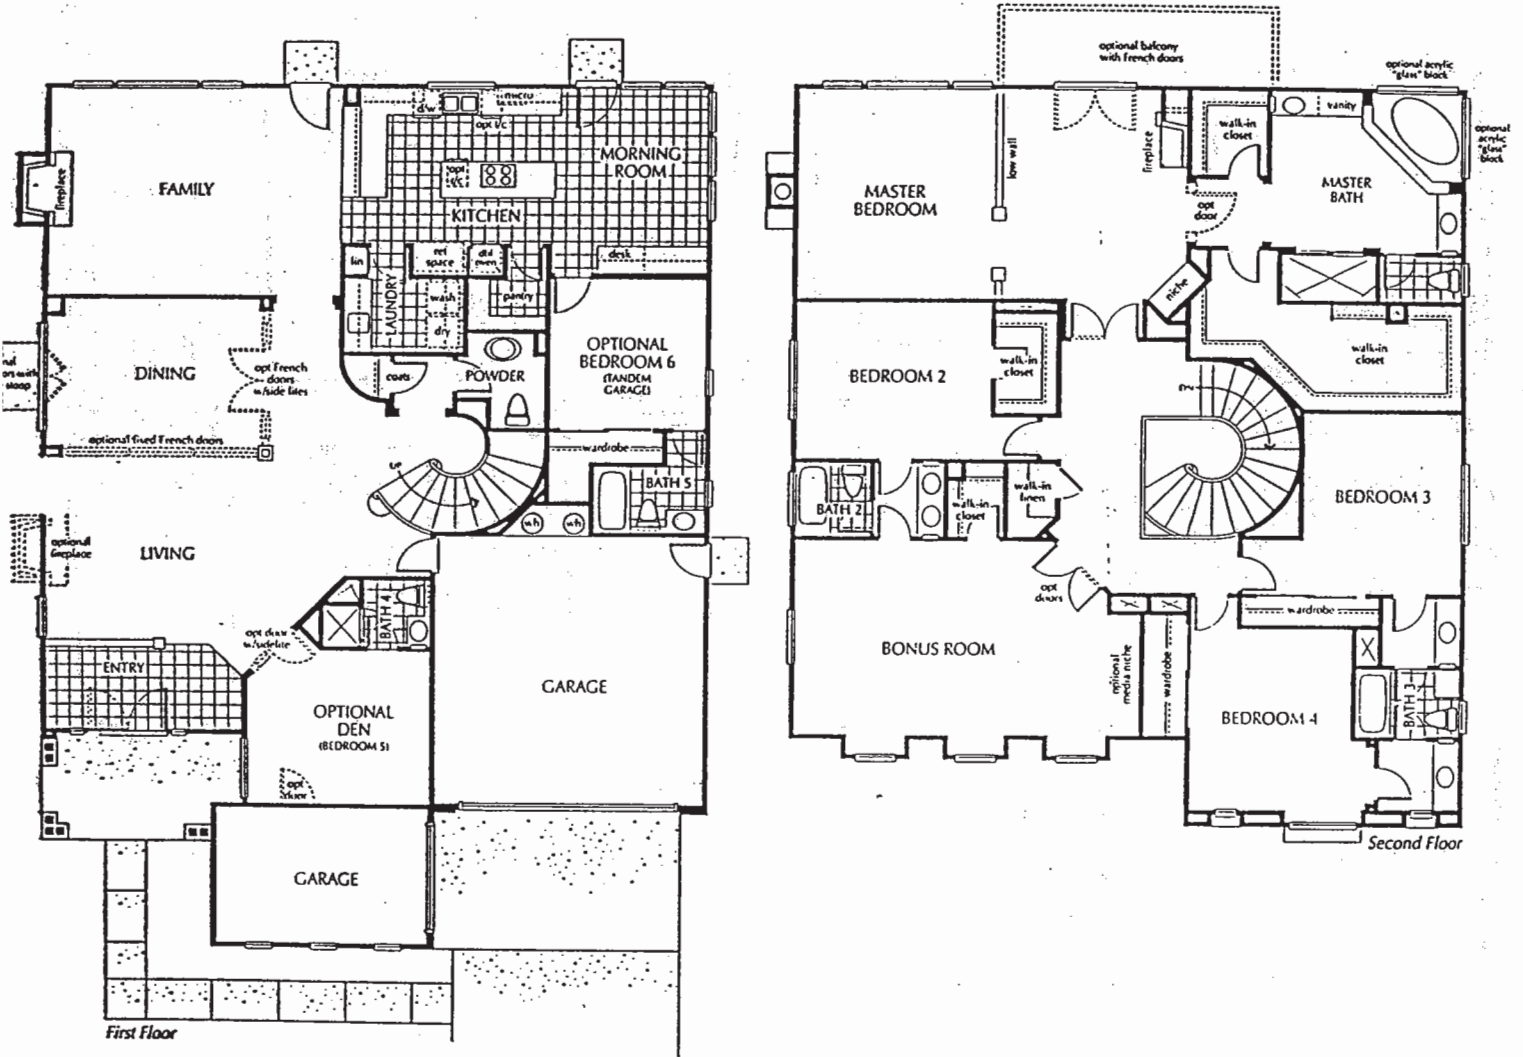 fireplace
FAMILY
d/w
micro
opt t/c
opt
t/c
MORNING
ROOM
KITCHEN
lin
ref
space
dbl
oven
desk
LAUNDRY
wash
dry
pantry
DINING
opt French
doors
w/side lites
coats
POWDER
OPTIONAL
BEDROOM 6
(TANDEM
GARAGE)
optional fixed French doors
UP
wardrobe
BATH 5
wh
wh
optional
fireplace
LIVING
BATH 4
opt door
w/sidelite
ENTRY
GARAGE
OPTIONAL
DEN
(BEDROOM 5)
opt
door
GARAGE
First Floor
optional balcony
with French doors
optional acrylic
"glass" block
optional
acrylic
"glass"
block
low wall
fireplace
walk-in
closet
vanity
MASTER
BEDROOM
MASTER
BATH
opt
door
niche
walk-in
closet
walk-in
closet
BEDROOM 2
BEDROOM 3
BATH 2
walk-in
closet
walk-in
linen
opt
doors
wardrobe
BONUS ROOM
optional
media niche
wardrobe
BEDROOM 4
BATH 3
Second Floor